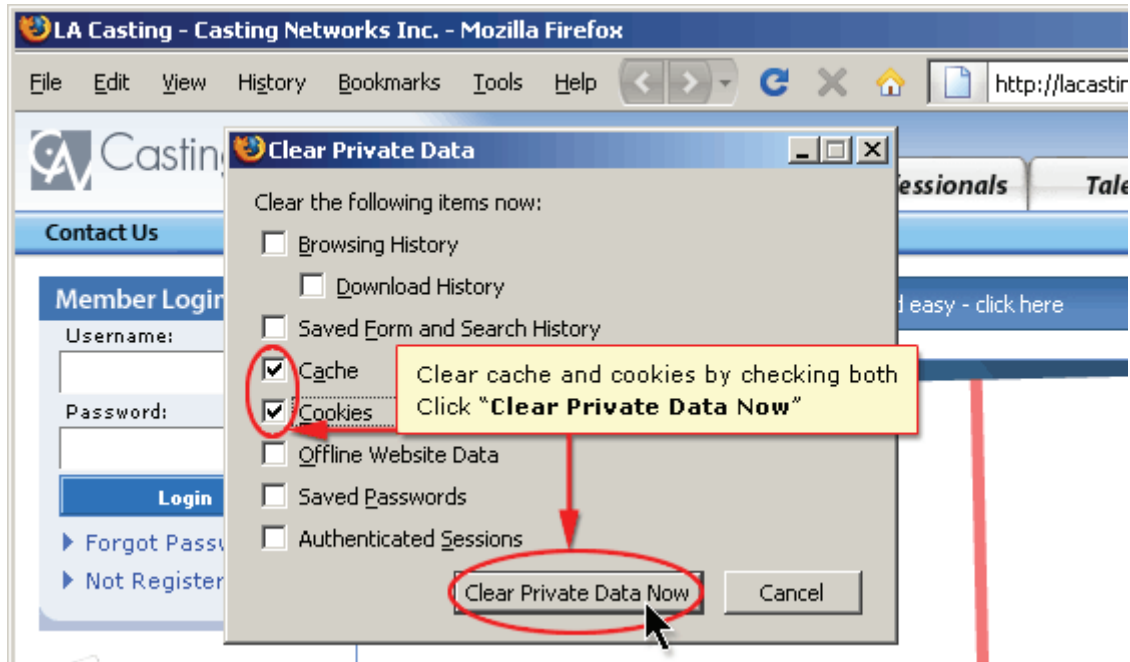 LA Casting - Casting Networks Inc. - Mozilla Firefox
File Edit View History Bookmarks Tools Help http://lacastin
Castin
Clear Private Data
essionals Tale
Clear the following items now:
Contact Us
Browsing History
Download History
Member Login
d easy - click here
Saved Form and Search History
Username:
Cache
Clear cache and cookies by checking both
Click “Clear Private Data Now”
Password:
Cookies
Offline Website Data
Login
Saved Passwords
Forgot Passw
Authenticated Sessions
Not Register
Clear Private Data Now Cancel